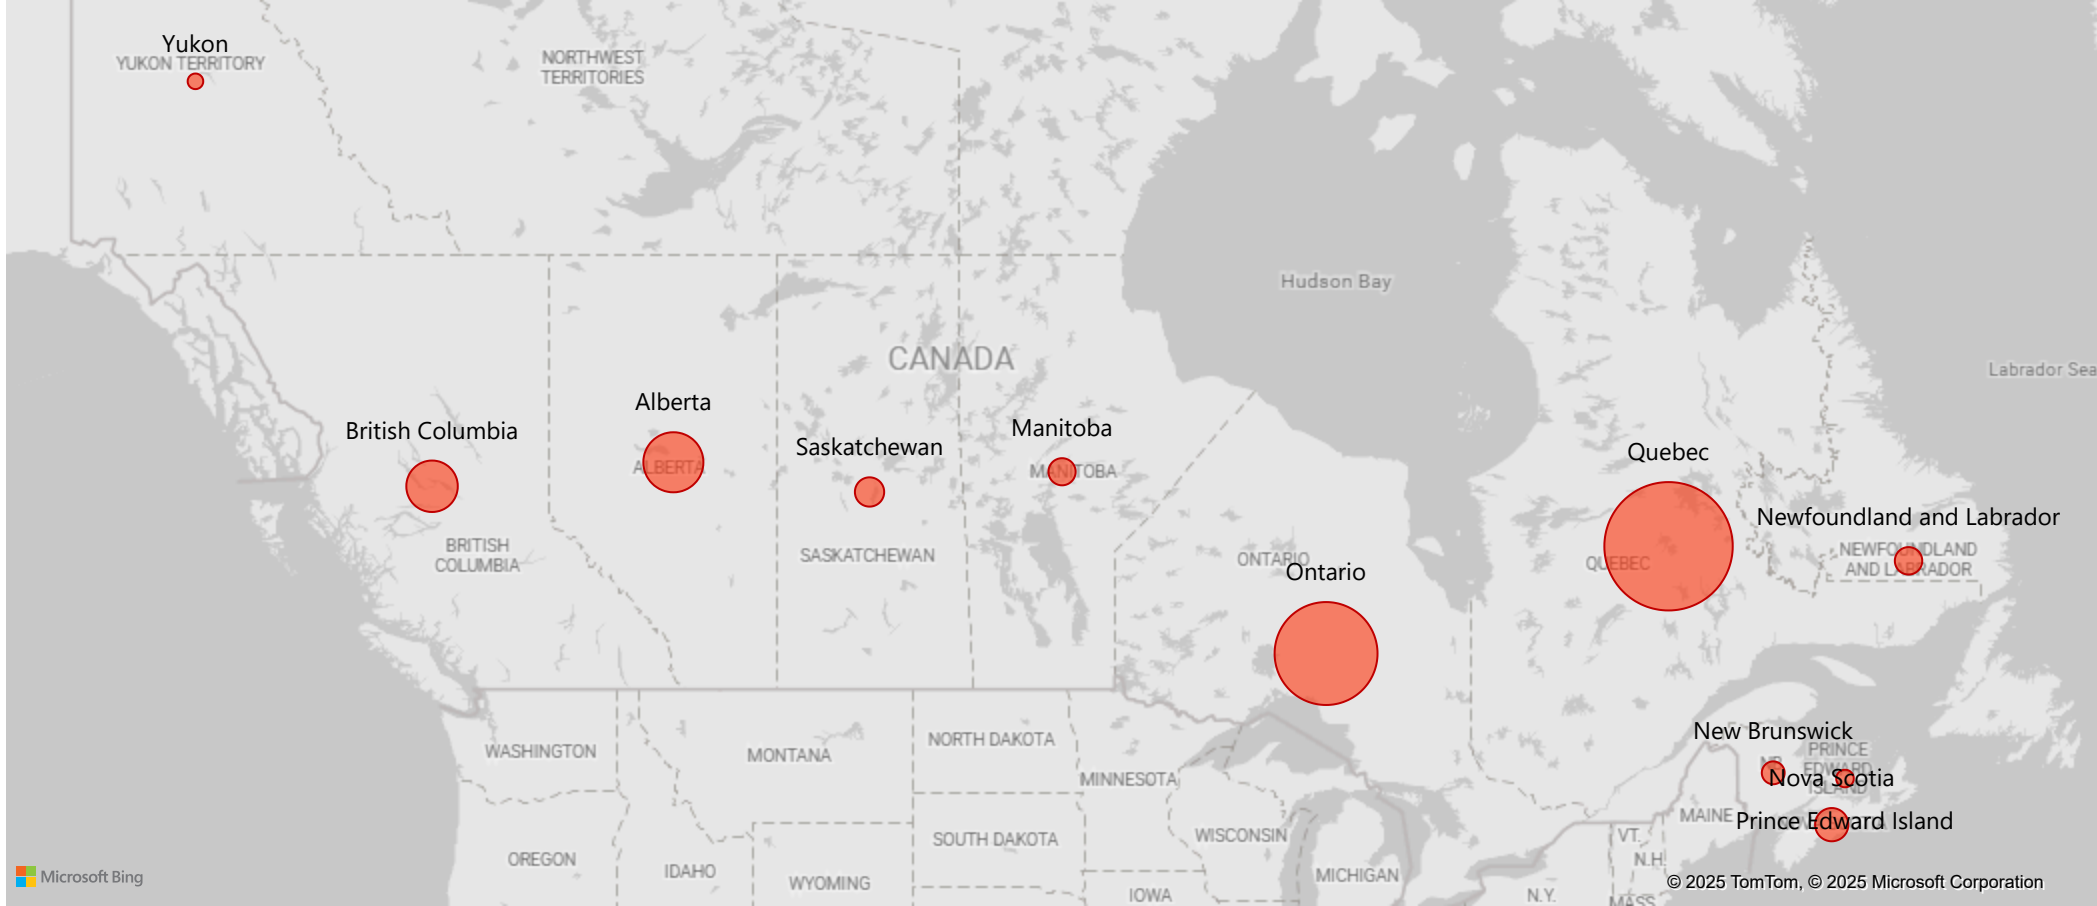 Yukon
YUKON TERRITORY
NORTHWEST
TERRITORIES
Hudson Bay
CANADA
Labrador Sea
Alberta
ALBERTA
British Columbia
Saskatchewan
Manitoba
MANITOBA
Quebec
QUEBEC
Newfoundland and Labrador
NEWFOUNDLAND
AND LABRADOR
BRITISH
COLUMBIA
SASKATCHEWAN
ONTARIO
Ontario
New Brunswick
PRINCE
EDWARD
ISLAND
Nova Scotia
Prince Edward Island
WASHINGTON
MONTANA
NORTH DAKOTA
MINNESOTA
MAINE
SOUTH DAKOTA
WISCONSIN
VT.
N.H.
OREGON
IDAHO
WYOMING
MICHIGAN
IOWA
N.Y.
MASS
Microsoft Bing
© 2025 TomTom, © 2025 Microsoft Corporation